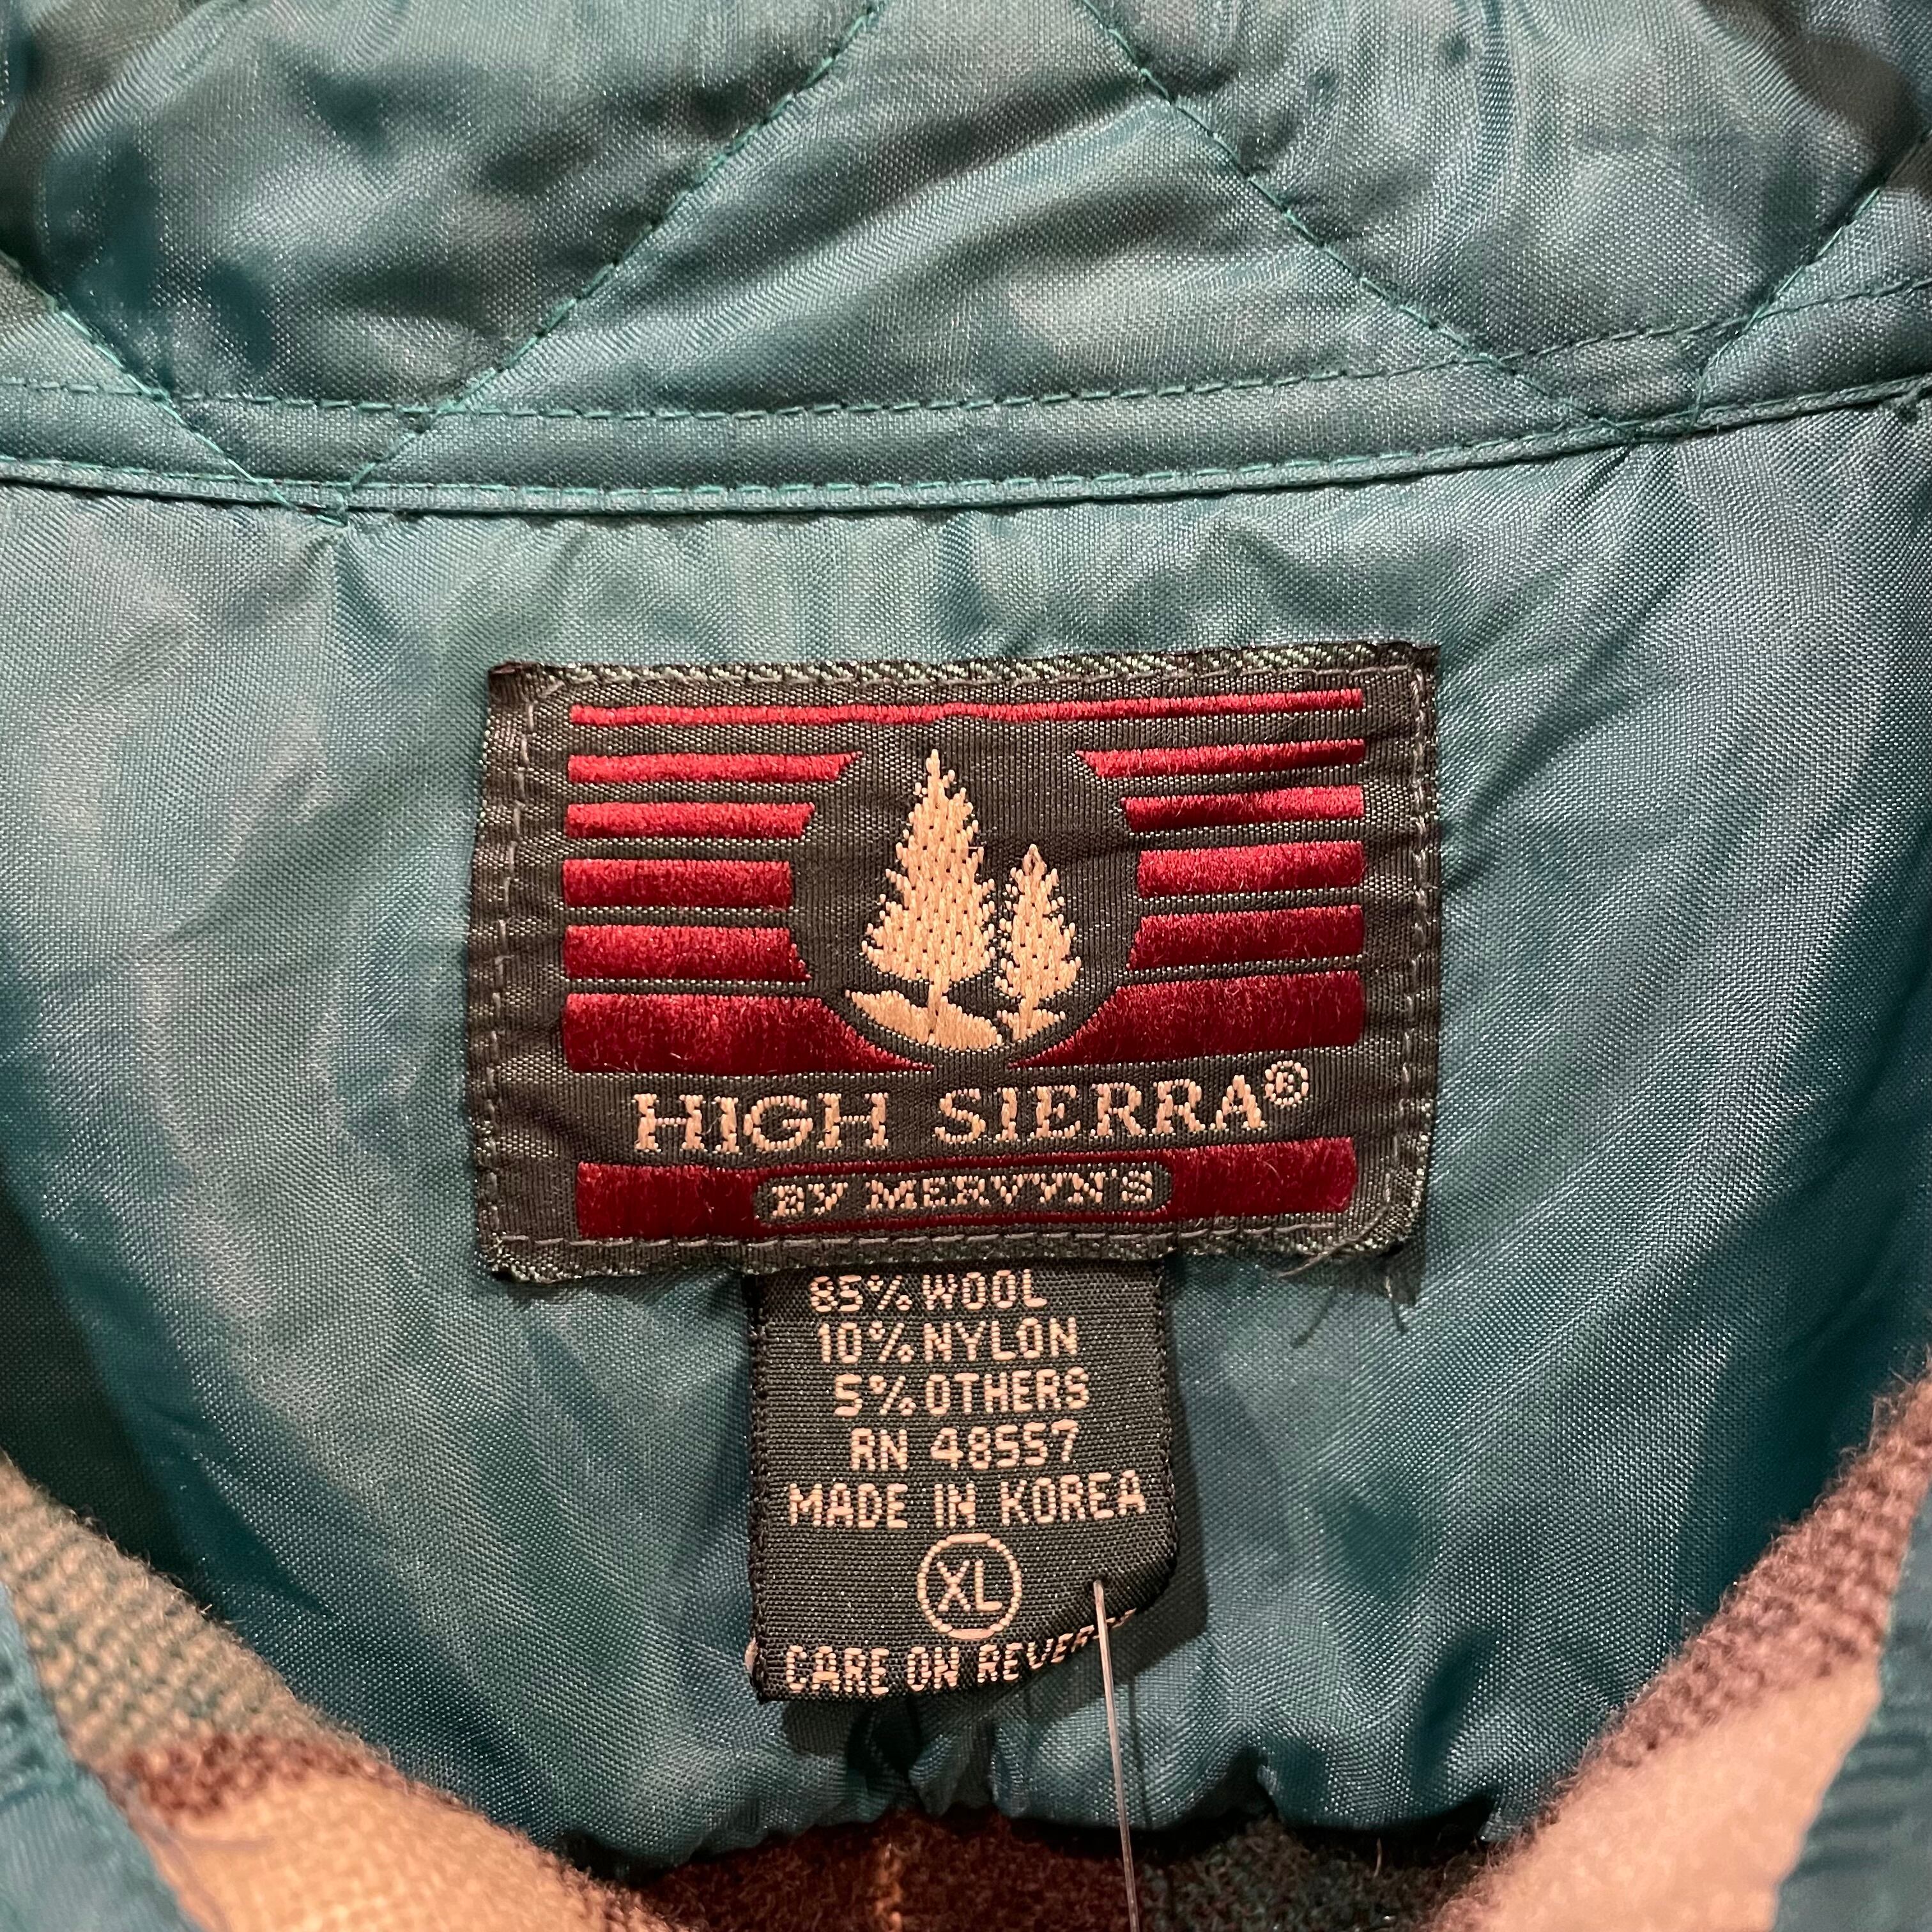 HIGH SIERRA®
BY MERVYN'S
85% WOOL
10% NYLON
5% OTHERS
RN 48557
MADE IN KOREA
XL
CARE ON REVERSE